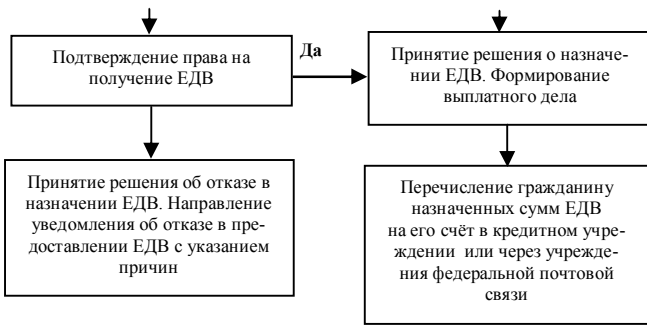 Подтверждение права на
получение ЕДВ
Да
Принятие решения о назначе-
нии ЕДВ. Формирование
выплатного дела
Принятие решения об отказе в
назначении ЕДВ. Направление
уведомления об отказе в пре-
доставлении ЕДВ с указанием
причин
Перечисление гражданину
назначенных сумм ЕДВ
на его счёт в кредитном учре-
ждении или через учрежде-
ния федеральной почтовой
связи